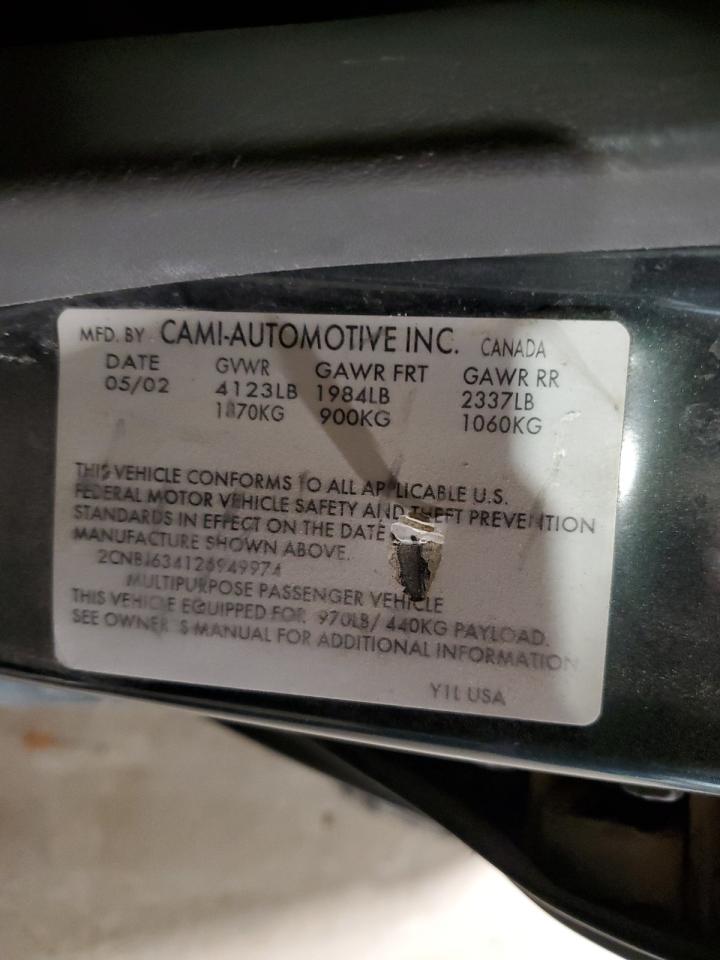 MFD. BY CAMI-AUTOMOTIVE INC. CANADA
DATE GVWR GAWR FRT GAWR RR
05/02 4123LB 1984LB 2337LB
1870KG 900KG 1060KG
THIS VEHICLE CONFORMS TO ALL APPLICABLE U.S.
FEDERAL MOTOR VEHICLE SAFETY AND THEFT PREVENTION
STANDARDS IN EFFECT ON THE DATE
MANUFACTURE SHOWN ABOVE.
2CNBJ634126949974
MULTIPURPOSE PASSENGER VEHICLE
THIS VEHICLE EQUIPPED FOR 970LB/ 440KG PAYLOAD.
SEE OWNER'S MANUAL FOR ADDITIONAL INFORMATION
Y1L USA